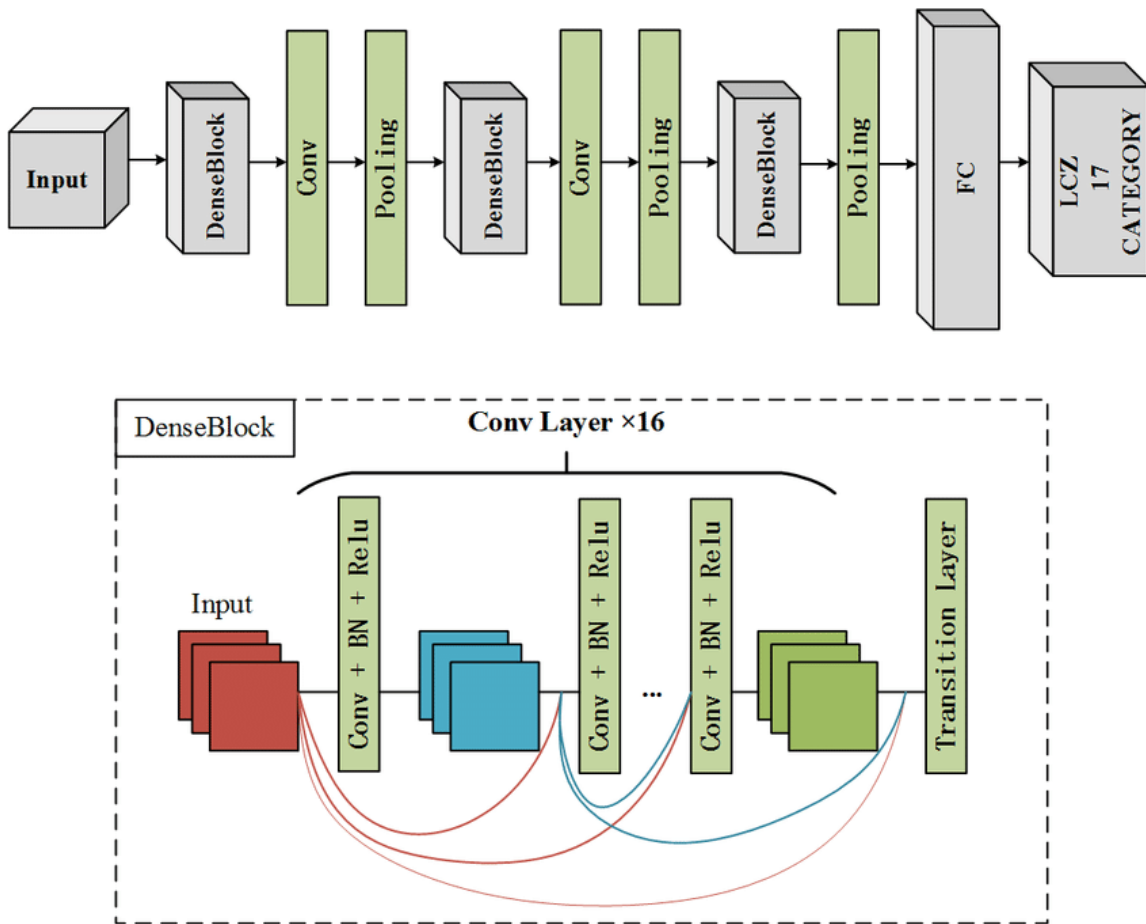 Input
DenseBlock
Conv
Pooling
DenseBlock
Conv
Pooling
DenseBlock
Pooling
FC
LCZ
17
CATEGORY
DenseBlock
Conv Layer ×16
Input
Conv + BN + Relu
Conv + BN + Relu
...
Conv + BN + Relu
Transition Layer